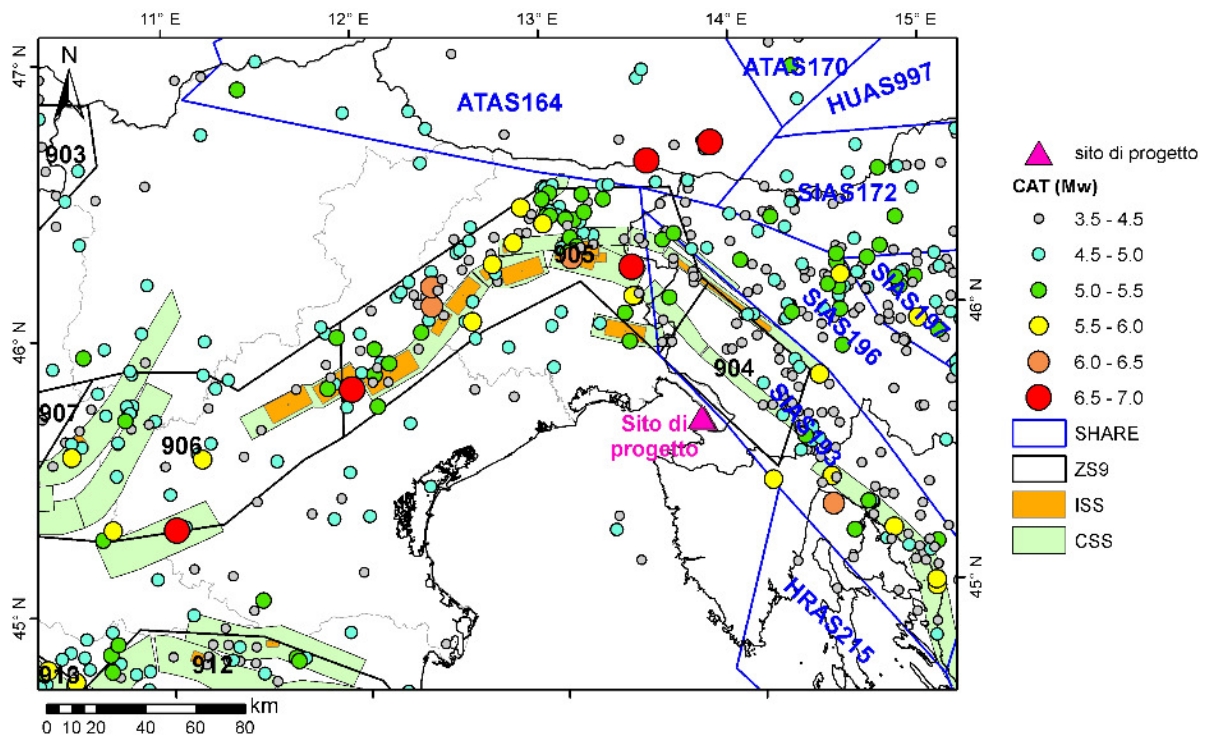 11° E 12° E 13° E 14° E 15° E
47° N
N
ATAS164
ATAS170
HUAS997
903
SIAS172
905
46° N
46° N
SIAS197
SIAS196
904
907
906
SIAS193
Sito di
progetto
45° N
45° N
HRAS215
912
913
sito di progetto
CAT (Mw)
3.5 - 4.5
4.5 - 5.0
5.0 - 5.5
5.5 - 6.0
6.0 - 6.5
6.5 - 7.0
SHARE
ZS9
ISS
CSS
km
0 10 20 40 60 80